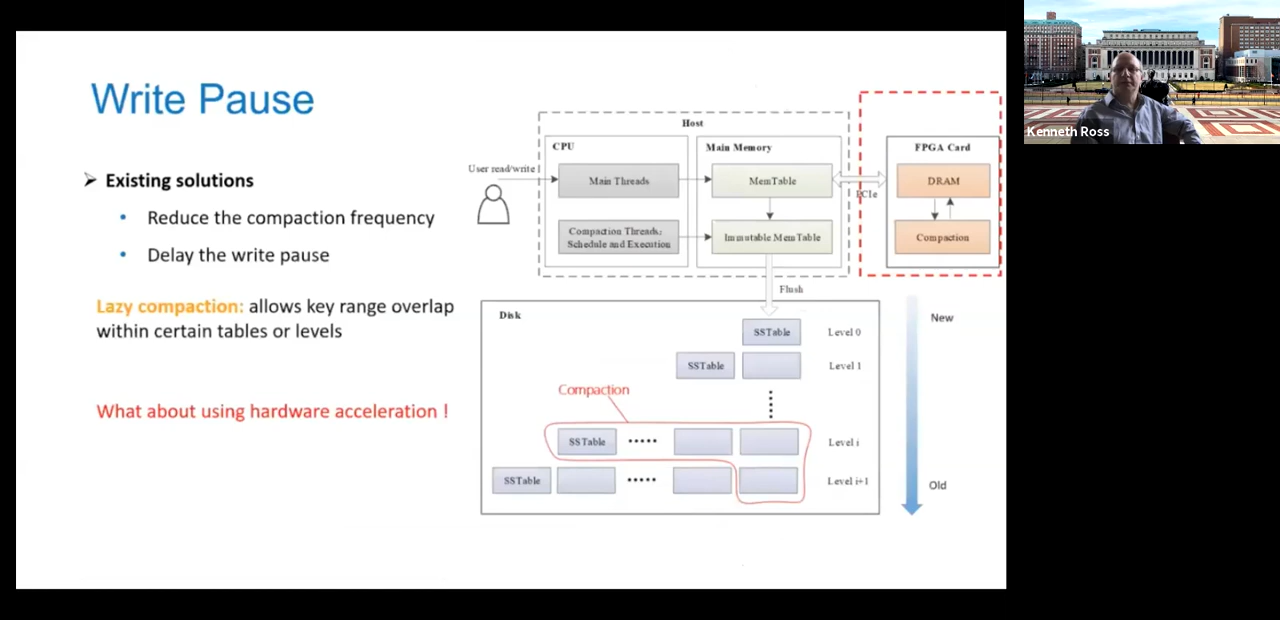 Write Pause
Existing solutions
Reduce the compaction frequency
Delay the write pause
Lazy compaction: allows key range overlap
within certain tables or levels
What about using hardware acceleration !
Host
CPU
Main Memory
FPGA Card
User read/write
Main Threads
MemTable
DRAM
PCIe
Compaction Threads:
Schedule and Execution
Immutable MemTable
Compaction
Flush
Disk
SSTable
Level 0
SSTable
Level 1
Compaction
SSTable
.....
Level i
SSTable
.....
Level i+1
New
Old
Kenneth Ross